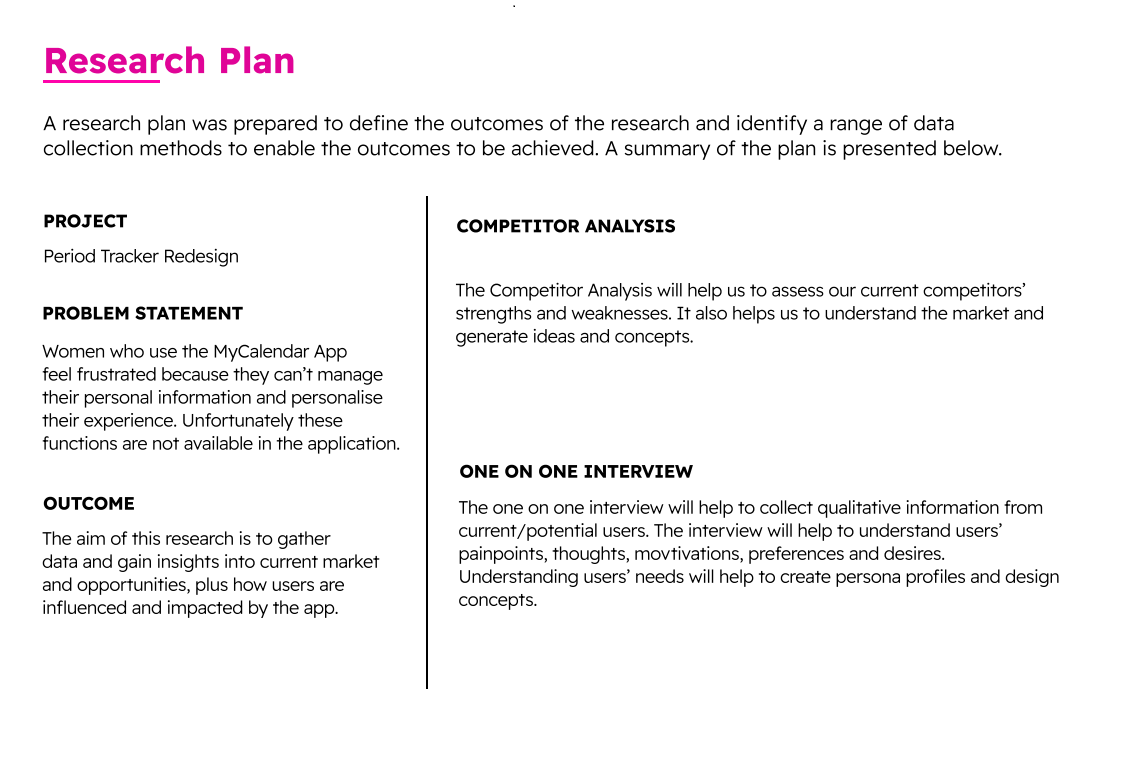 Research Plan
A research plan was prepared to define the outcomes of the research and identify a range of data
collection methods to enable the outcomes to be achieved. A summary of the plan is presented below.
PROJECT
Period Tracker Redesign
PROBLEM STATEMENT
Women who use the MyCalendar App
feel frustrated because they can’t manage
their personal information and personalise
their experience. Unfortunately these
functions are not available in the application.
OUTCOME
The aim of this research is to gather
data and gain insights into current market
and opportunities, plus how users are
influenced and impacted by the app.
COMPETITOR ANALYSIS
The Competitor Analysis will help us to assess our current competitors’
strengths and weaknesses. It also helps us to understand the market and
generate ideas and concepts.
ONE ON ONE INTERVIEW
The one on one interview will help to collect qualitative information from
current/potential users. The interview will help to understand users’
painpoints, thoughts, movtivations, preferences and desires.
Understanding users’ needs will help to create persona profiles and design
concepts.